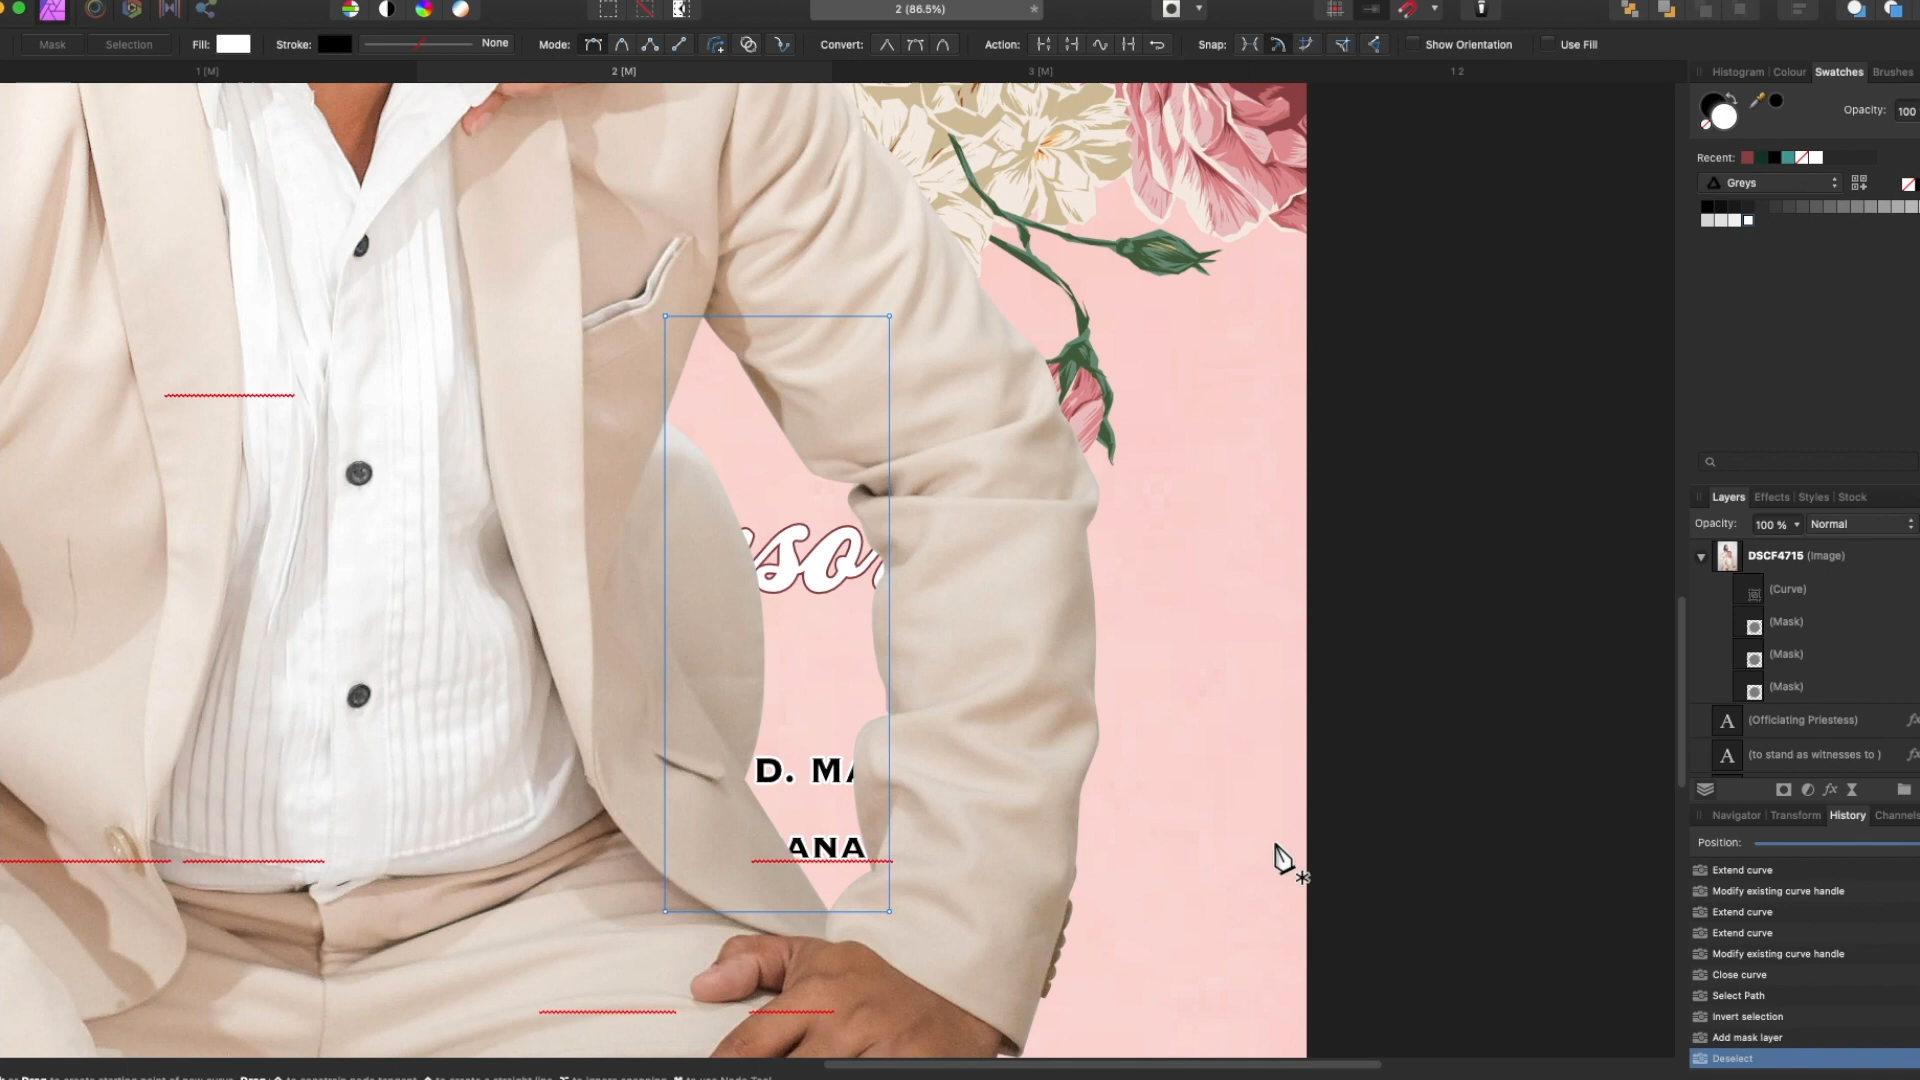 2 (86.5%)
*
Mask Selection Fill: Stroke: None Mode: Convert: Action: Snap: Show Orientation Use Fill
1 [M] 2 [M] 3 [M] 1 2
Histogram Colour Swatches Brushes
Opacity: 100
Recent:
Greys
Layers Effects Styles Stock
Opacity: 100 % Normal
DSCF4715 (Image)
(Curve)
(Mask)
(Mask)
(Mask)
A (Officiating Priestess) fx
A (to stand as witnesses to ) fx
fx
Navigator Transform History Channels
Position:
Extend curve
Modify existing curve handle
Extend curve
Extend curve
Modify existing curve handle
Close curve
Select Path
Invert selection
Add mask layer
Deselect
so
D. MA
ANA